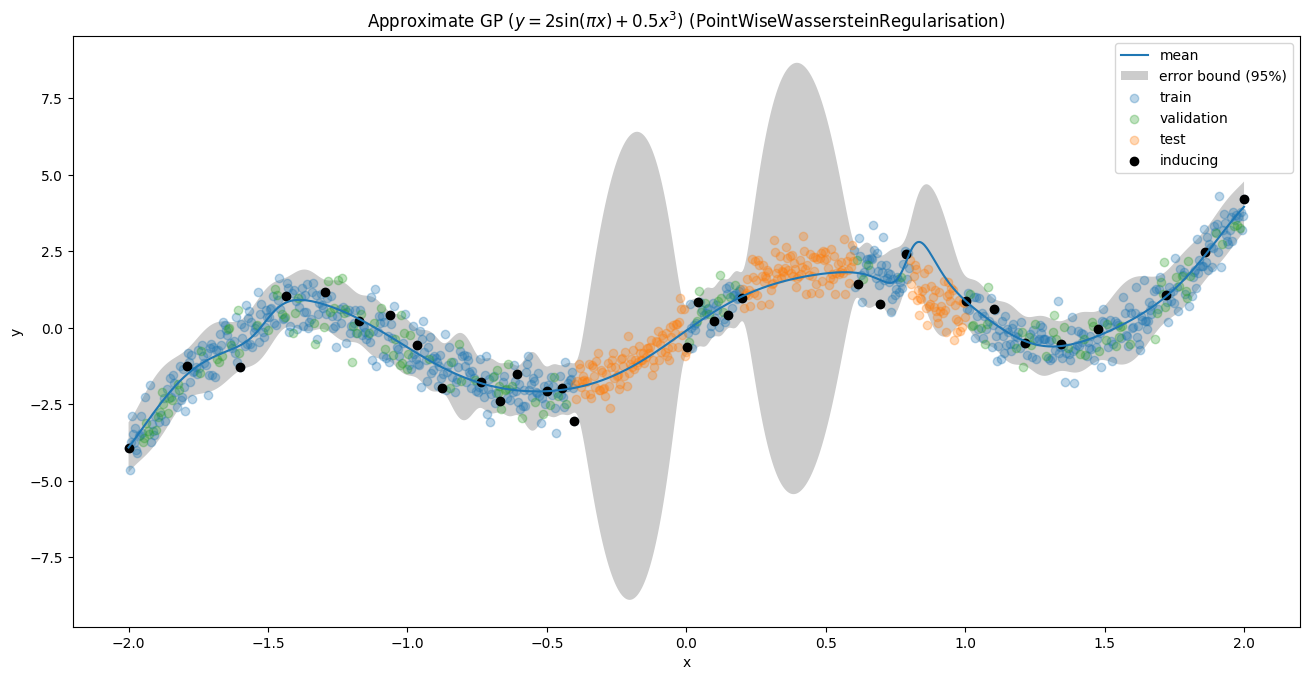 Approximate GP ($y = 2\sin(\pi x) + 0.5x^3$) (PointWiseWassersteinRegularisation)
mean
error bound (95%)
train
validation
test
inducing
y
7.5
5.0
2.5
0.0
−2.5
−5.0
−7.5
−2.0 −1.5 −1.0 −0.5 0.0 0.5 1.0 1.5 2.0
x